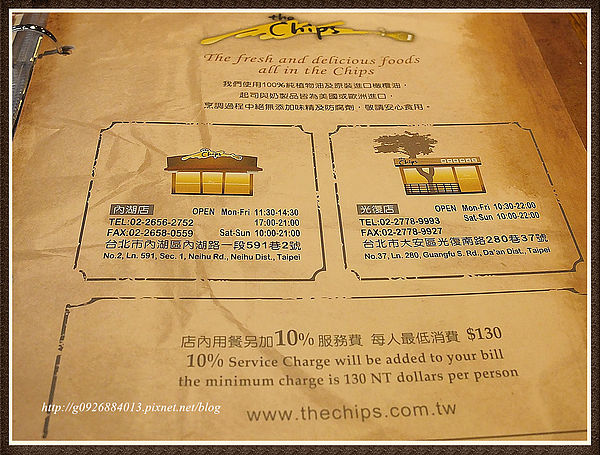 the
Chips
The fresh and delicious foods
all in the Chips
我們使用100%純植物油及原裝進口橄欖油，
起司與奶製品皆為美國或歐洲進口，
烹調過程中絕無添加味精及防腐劑，敬請安心食用。
the Chips
內湖店 OPEN Mon-Fri 11:30-14:30
TEL:02-2656-2752 17:00-21:00
FAX:02-2658-0559 Sat-Sun 10:00-21:00
台北市內湖區內湖路一段591巷2號
No.2, Ln. 591, Sec. 1, Neihu Rd., Neihu Dist., Taipei
the Chips
光復店 OPEN Mon-Fri 10:30-22:00
TEL:02-2778-9993 Sat-Sun 10:00-22:00
FAX:02-2778-9927
台北市大安區光復南路280巷37號
No.37, Ln. 280, Guangfu S. Rd., Da'an Dist., Taipei
店內用餐另加10%服務費 每人最低消費 $130
10% Service Charge will be added to your bill
the minimum charge is 130 NT dollars per person
www.thechips.com.tw
http://g0926884013.pixnet.net/blog